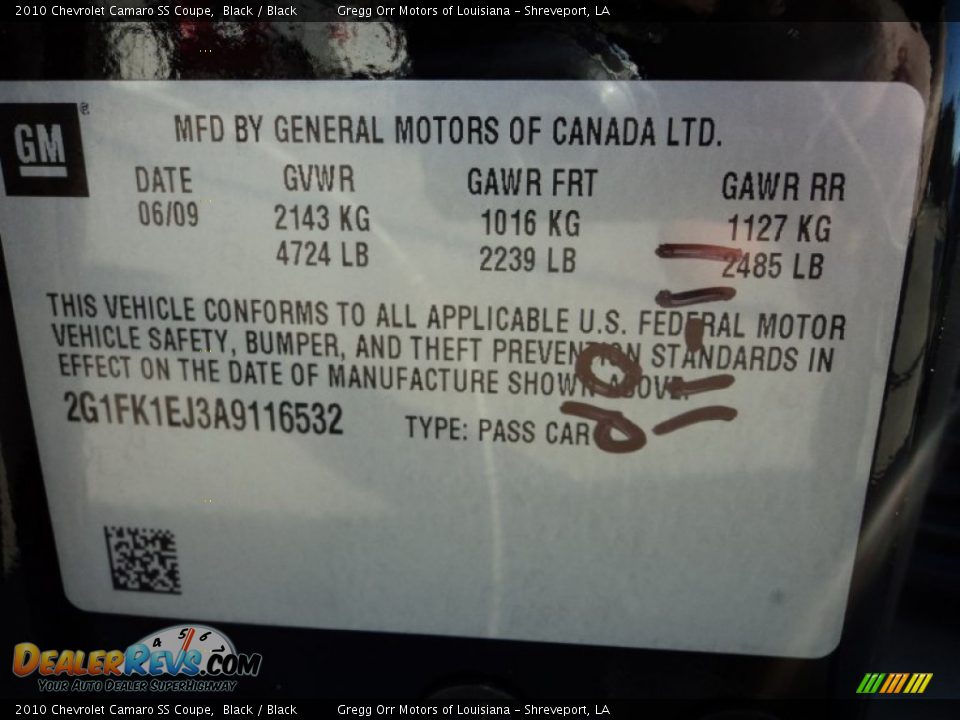 2010 Chevrolet Camaro SS Coupe, Black / Black Gregg Orr Motors of Louisiana - Shreveport, LA
GM®
MFD BY GENERAL MOTORS OF CANADA LTD.
DATE GVWR GAWR FRT GAWR RR
06/09 2143 KG 1016 KG 1127 KG
4724 LB 2239 LB 2485 LB
THIS VEHICLE CONFORMS TO ALL APPLICABLE U.S. FEDERAL MOTOR
VEHICLE SAFETY, BUMPER, AND THEFT PREVENTION STANDARDS IN
EFFECT ON THE DATE OF MANUFACTURE SHOWN ABOVE.
2G1FK1EJ3A9116532 TYPE: PASS CAR
4 5 6
DealerRevs.com
Your Auto Dealer SuperHighway
2010 Chevrolet Camaro SS Coupe, Black / Black Gregg Orr Motors of Louisiana - Shreveport, LA